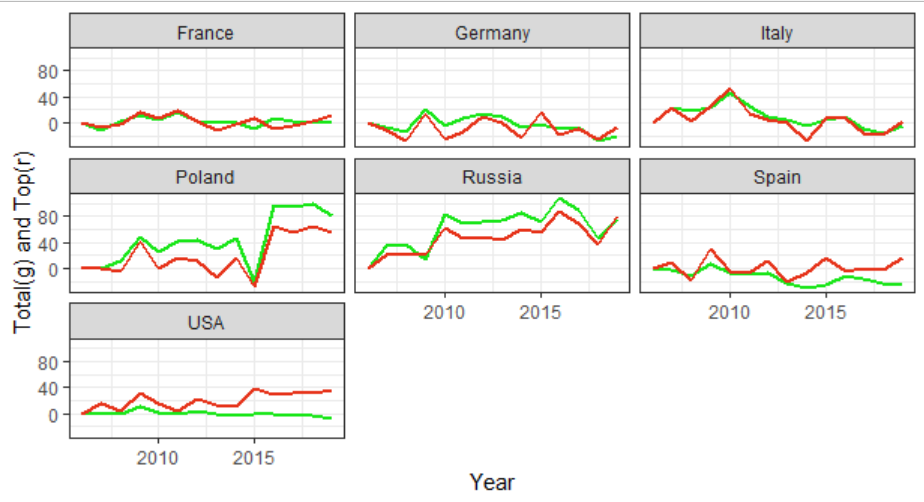 France Germany Italy
80
40
0
Poland Russia Spain
80
40
0
2010 2015 2010 2015
USA
80
40
0
2010 2015
Total(g) and Top(r)
Year